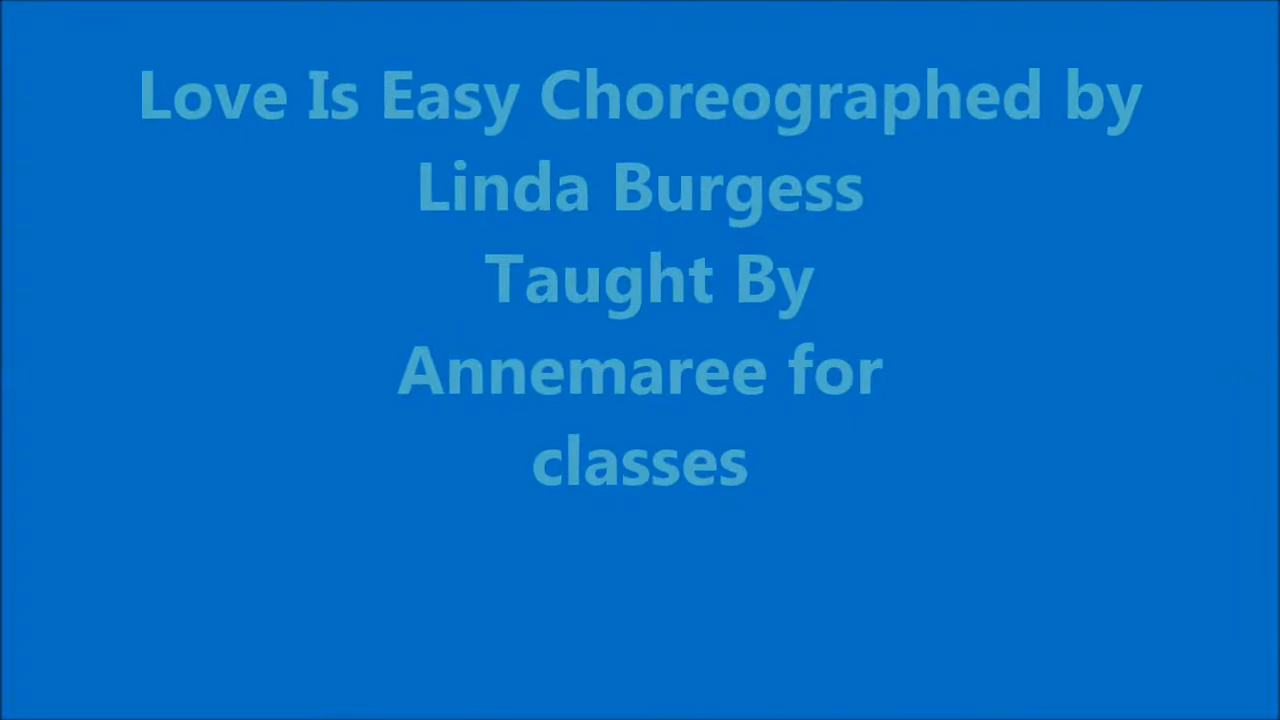 Love Is Easy Choreographed by
Linda Burgess
Taught By
Annemaree for
classes